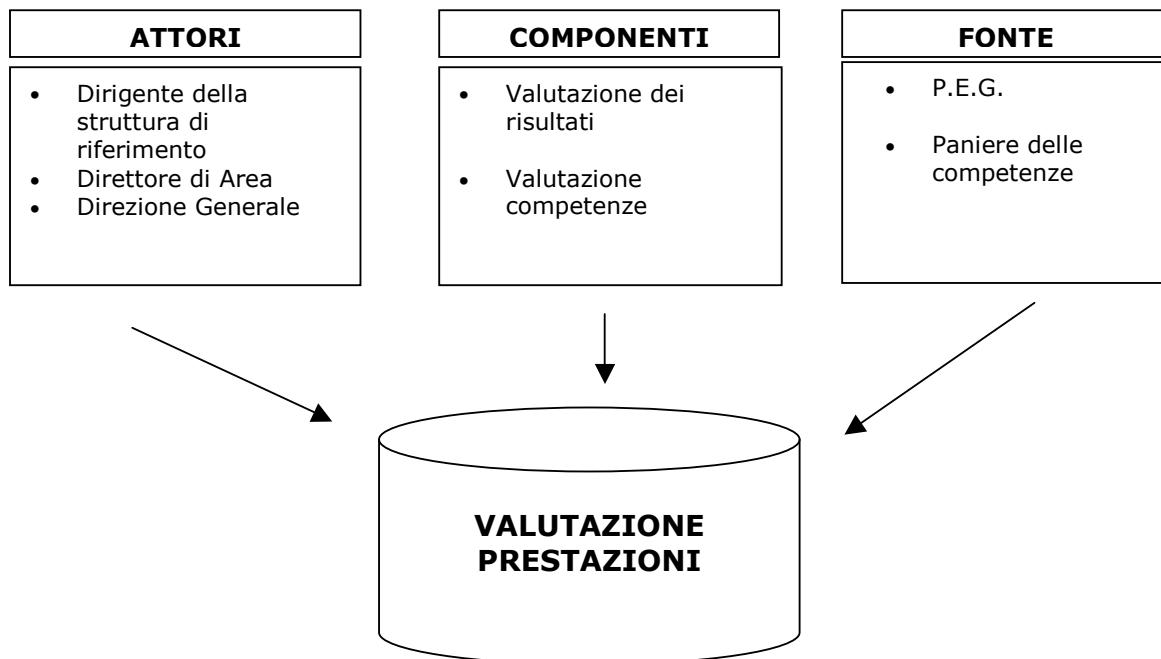 ATTORI
• Dirigente della
struttura di
riferimento
• Direttore di Area
• Direzione Generale
COMPONENTI
• Valutazione dei
risultati
• Valutazione
competenze
FONTE
• P.E.G.
• Paniere delle
competenze
VALUTAZIONE
PRESTAZIONI